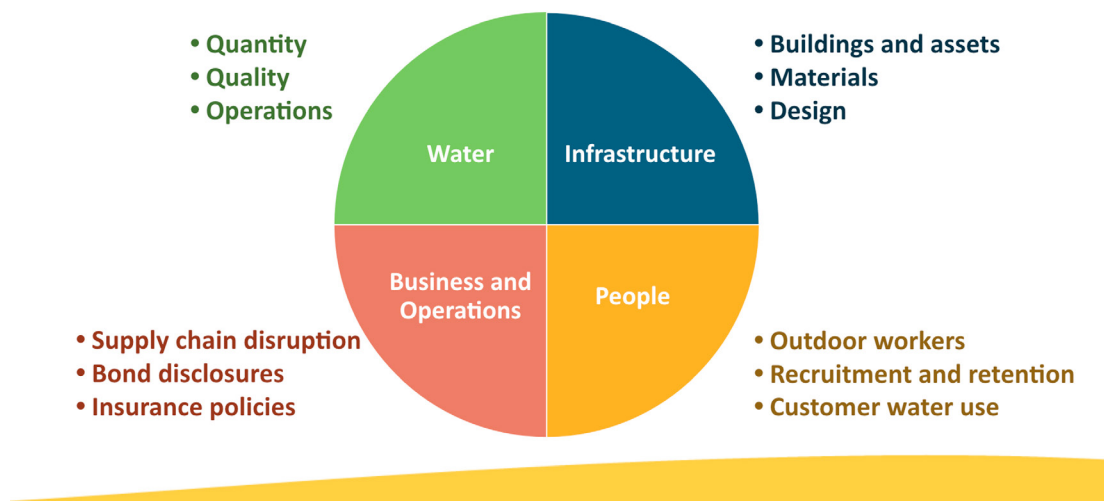 • Quantity
• Quality
• Operations
• Buildings and assets
• Materials
• Design
Water
Infrastructure
Business and
Operations
People
• Supply chain disruption
• Bond disclosures
• Insurance policies
• Outdoor workers
• Recruitment and retention
• Customer water use